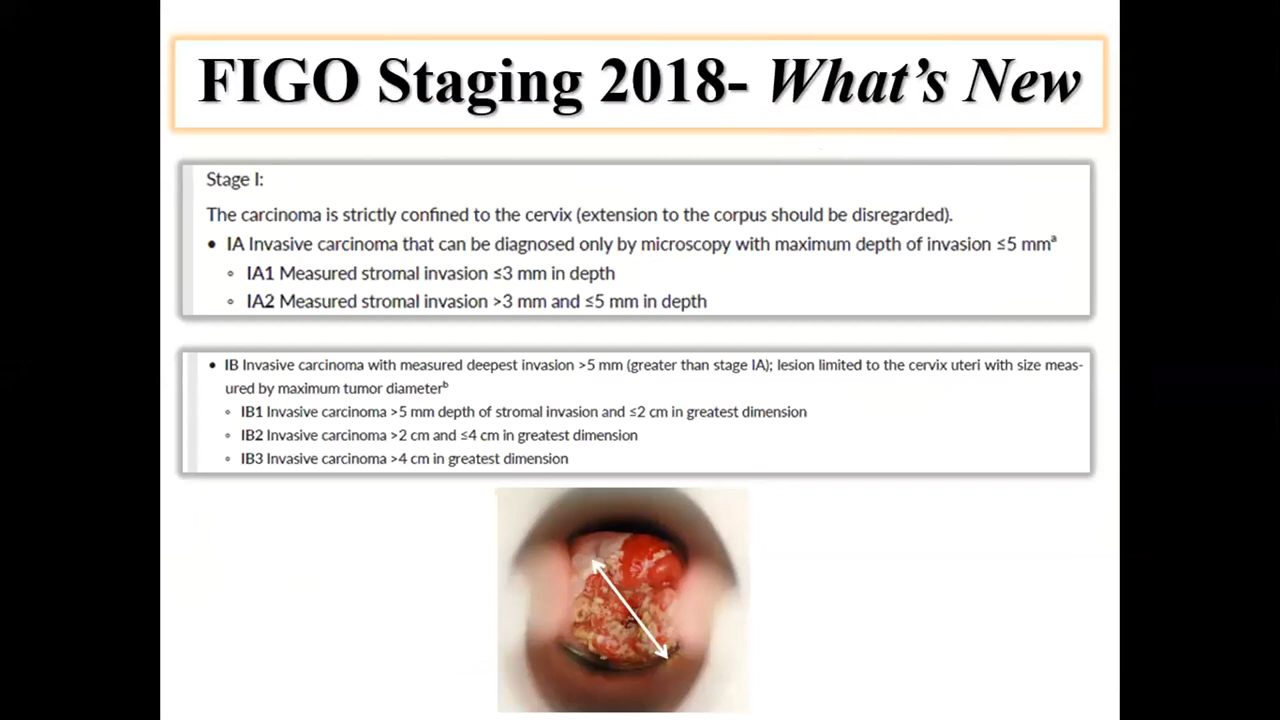 FIGO Staging 2018- What's New
Stage I:
The carcinoma is strictly confined to the cervix (extension to the corpus should be disregarded).
• IA Invasive carcinoma that can be diagnosed only by microscopy with maximum depth of invasion ≤5 mmᵃ
◦ IA1 Measured stromal invasion ≤3 mm in depth
◦ IA2 Measured stromal invasion >3 mm and ≤5 mm in depth
• IB Invasive carcinoma with measured deepest invasion >5 mm (greater than stage IA); lesion limited to the cervix uteri with size meas-
ured by maximum tumor diameterᵇ
◦ IB1 Invasive carcinoma >5 mm depth of stromal invasion and ≤2 cm in greatest dimension
◦ IB2 Invasive carcinoma >2 cm and ≤4 cm in greatest dimension
◦ IB3 Invasive carcinoma >4 cm in greatest dimension